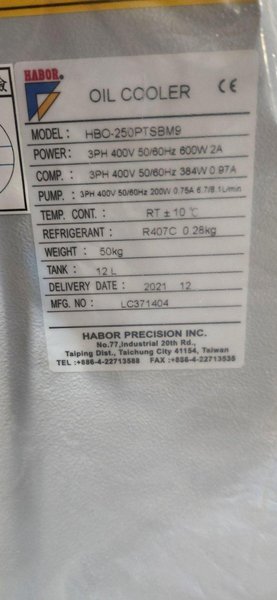 HABOR®
OIL COOLER
CE
MODEL: HBO-250PTSBM9
POWER: 3PH 400V 50/60Hz 600W 2A
COMP. : 3PH 400V 50/60Hz 384W 0.97A
PUMP. : 3PH 400V 50/60Hz 200W 0.75A 6.7/8.1L/min
TEMP. CONT. : RT ± 10 ℃
REFRIGERANT : R407C 0.28kg
WEIGHT : 50kg
TANK : 12 L
DELIVERY DATE : 2021 12
MFG. NO : LC371404
HABOR PRECISION INC.
No.77,Industrial 20th Rd.,
Taiping Dist., Taichung City 41154, Taiwan
TEL :+886-4-22713588 FAX :+886-4-22713535